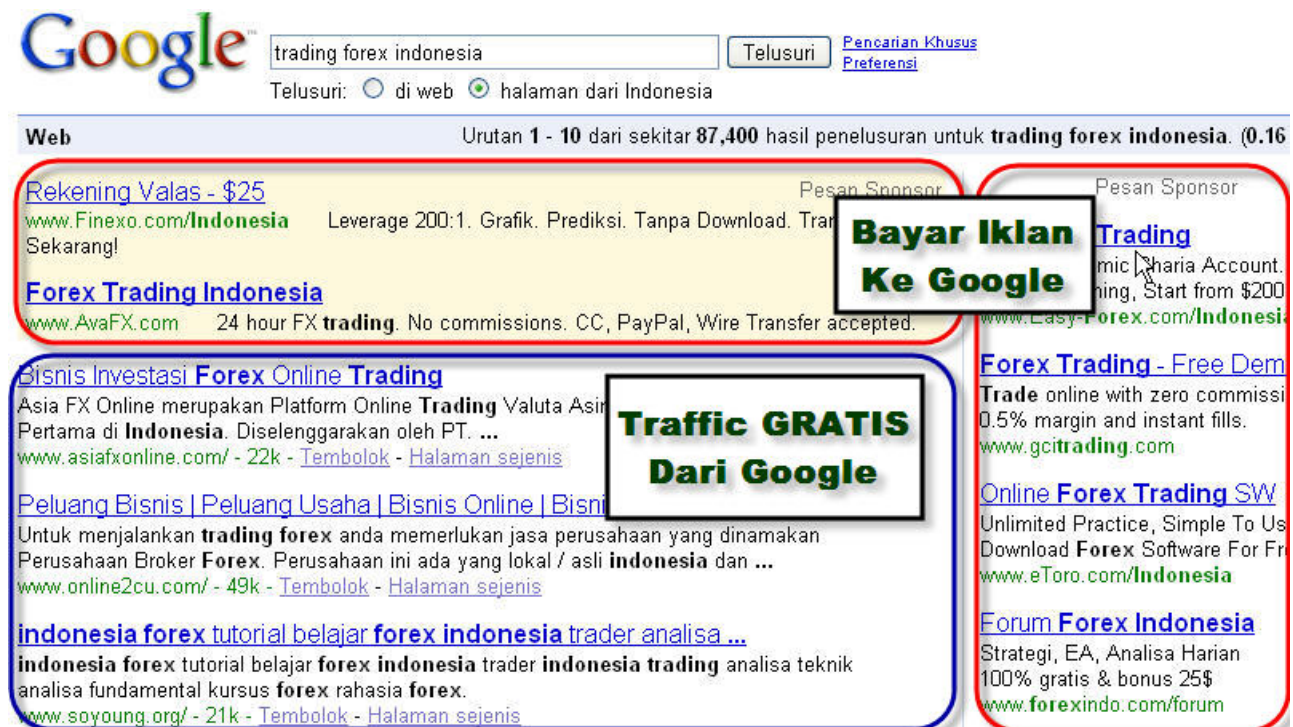 Google™
trading forex indonesia
Telusuri
Pencarian Khusus
Preferensi
Telusuri: di web halaman dari Indonesia
Web
Urutan 1 - 10 dari sekitar 87,400 hasil penelusuran untuk trading forex indonesia. (0.16
Rekening Valas - $25
Pesan Sponsor
www.Finexo.com/Indonesia Leverage 200:1. Grafik. Prediksi. Tanpa Download.
Sekarang!
Forex Trading Indonesia
www.AvaFX.com 24 hour FX trading. No commissions. CC, PayPal, Wire Transfer accepted.
Bayar Iklan
Ke Google
Bisnis Investasi Forex Online Trading
Asia FX Online merupakan Platform Online Trading Valuta
Pertama di Indonesia. Diselenggarakan oleh PT. ...
www.asiafxonline.com/ - 22k - Tembolok - Halaman sejenis
Traffic GRATIS
Dari Google
Peluang Bisnis | Peluang Usaha | Bisnis Online |
Untuk menjalankan trading forex anda memerlukan jasa perusahaan yang dinamakan
Perusahaan Broker Forex. Perusahaan ini ada yang lokal / asli indonesia dan ...
www.online2cu.com/ - 49k - Tembolok - Halaman sejenis
indonesia forex tutorial belajar forex indonesia trader analisa ...
indonesia forex tutorial belajar forex indonesia trader indonesia trading analisa teknik
analisa fundamental kursus forex rahasia forex.
www.soyoung.org/ - 21k - Tembolok - Halaman sejenis
Pesan Sponsor
Trading
Sharia Account.
Start from $200
www.Easy-Forex.com/Indonesia
Forex Trading - Free Dem
Trade online with zero commissi
0.5% margin and instant fills.
www.gcitrading.com
Online Forex Trading SW
Unlimited Practice, Simple To Us
Download Forex Software For Fr
www.eToro.com/Indonesia
Forum Forex Indonesia
Strategi, EA, Analisa Harian
100% gratis & bonus 25$
www.forexindo.com/forum